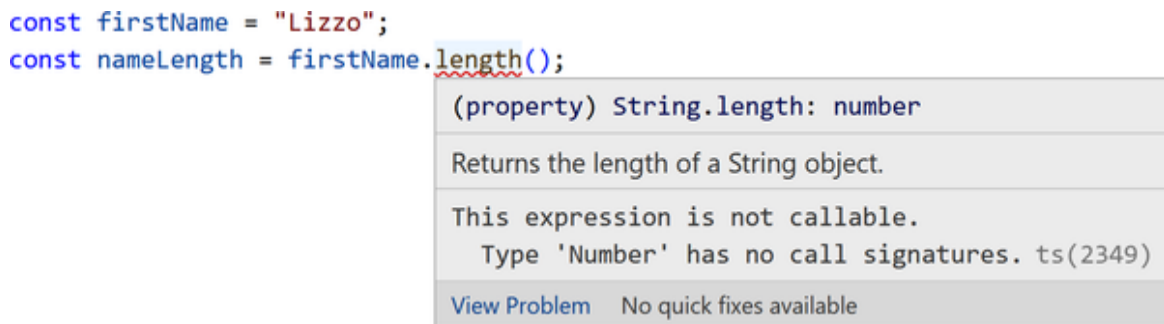 const firstName = "Lizzo";
const nameLength = firstName.length();
(property) String.length: number
Returns the length of a String object.
This expression is not callable.
  Type 'Number' has no call signatures. ts(2349)
View Problem No quick fixes available